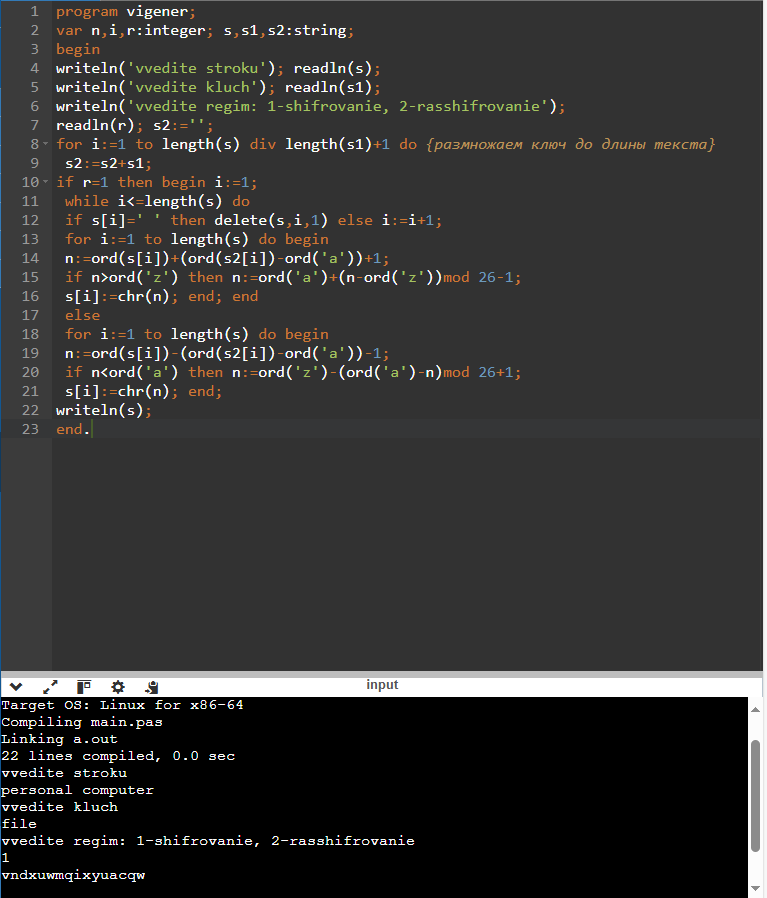 1 program vigener;
2 var n,i,r:integer; s,s1,s2:string;
3 begin
4 writeln('vvedite stroku'); readln(s);
5 writeln('vvedite kluch'); readln(s1);
6 writeln('vvedite regim: 1-shifrovanie, 2-rasshifrovanie');
7 readln(r); s2:='';
8 for i:=1 to length(s) div length(s1)+1 do {размножаем ключ до длины текста}
9 s2:=s2+s1;
10 if r=1 then begin i:=1;
11 while i<=length(s) do
12 if s[i]=' ' then delete(s,i,1) else i:=i+1;
13 for i:=1 to length(s) do begin
14 n:=ord(s[i])+(ord(s2[i])-ord('a'))+1;
15 if n>ord('z') then n:=ord('a')+(n-ord('z'))mod 26-1;
16 s[i]:=chr(n); end; end
17 else
18 for i:=1 to length(s) do begin
19 n:=ord(s[i])-(ord(s2[i])-ord('a'))-1;
20 if n<ord('a') then n:=ord('z')-(ord('a')-n)mod 26+1;
21 s[i]:=chr(n); end;
22 writeln(s);
23 end.
input
Target OS: Linux for x86-64
Compiling main.pas
Linking a.out
22 lines compiled, 0.0 sec
vvedite stroku
personal computer
vvedite kluch
file
vvedite regim: 1-shifrovanie, 2-rasshifrovanie
1
vndxuwmqixyuacqw